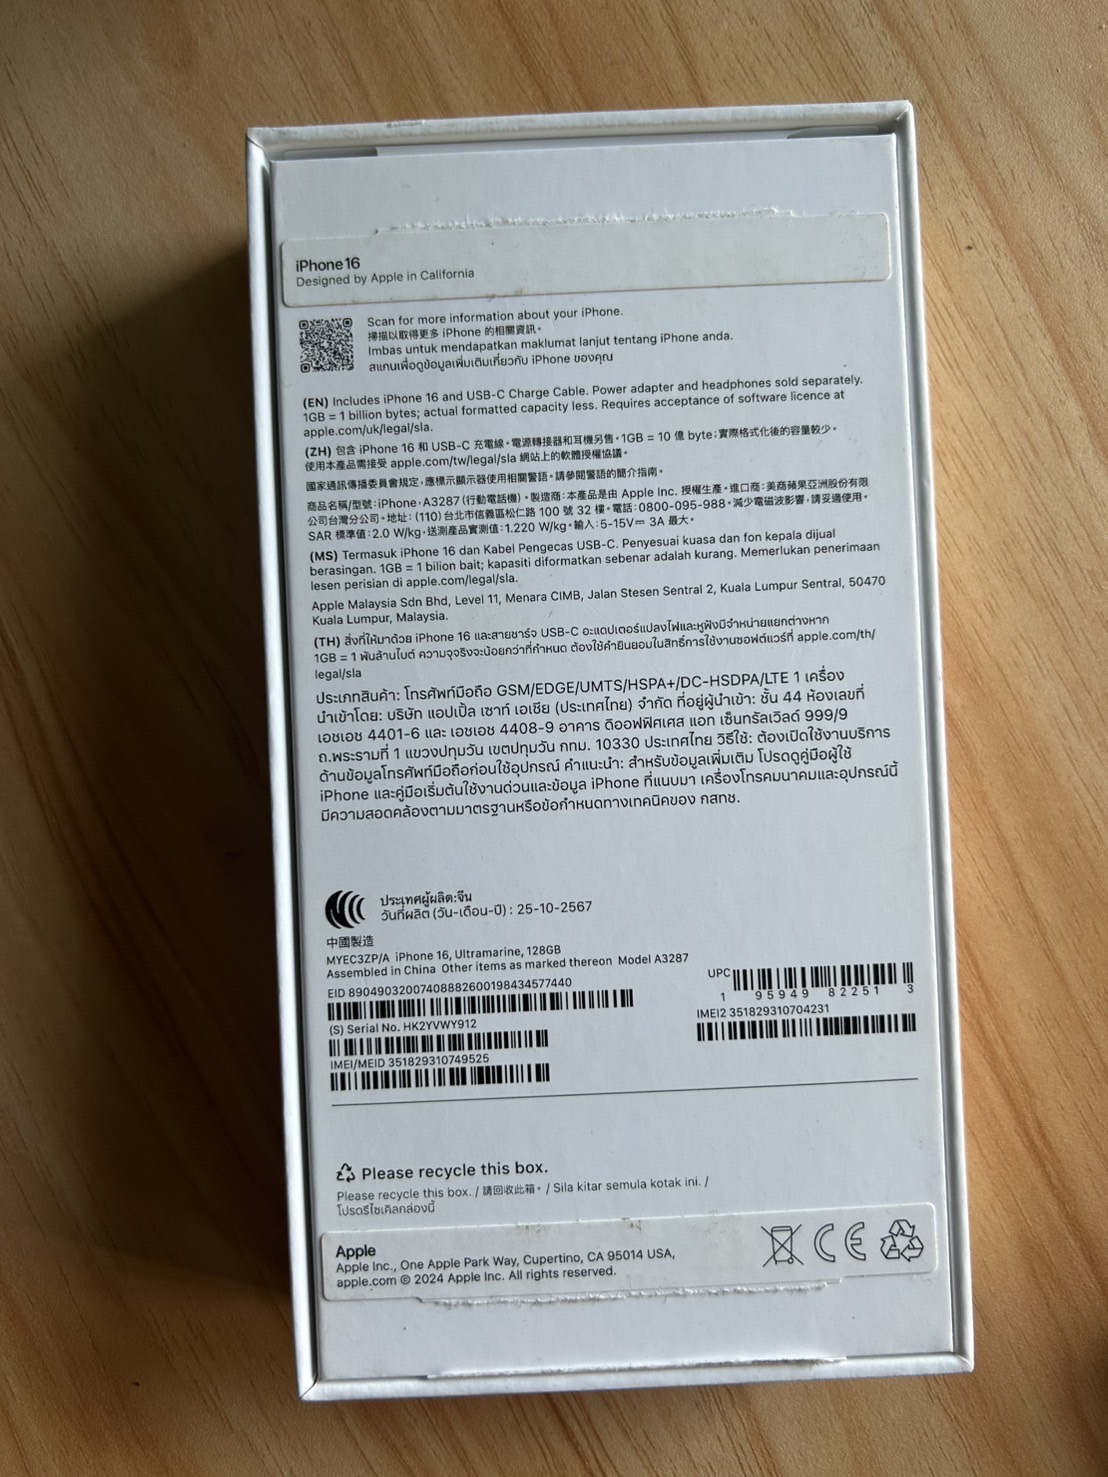 iPhone 16
Designed by Apple in California
Scan for more information about your iPhone.
掃描以取得更多 iPhone 的相關資訊。
Imbas untuk mendapatkan maklumat lanjut tentang iPhone anda.
สแกนเพื่อดูข้อมูลเพิ่มเติมเกี่ยวกับ iPhone ของคุณ
(EN) Includes iPhone 16 and USB-C Charge Cable. Power adapter and headphones sold separately.
1GB = 1 billion bytes; actual formatted capacity less. Requires acceptance of software licence at
apple.com/uk/legal/sla.
(ZH) 包含 iPhone 16 和 USB-C 充電線。電源轉接器和耳機另售。1GB = 10 億 byte；實際格式化後的容量較少。
使用本產品需接受 apple.com/tw/legal/sla 網站上的軟體授權協議。
國家通訊傳播委員會規定，應標示顯示器使用相關警語。請參閱警語的簡介指南。
商品名稱/型號：iPhone，A3287（行動電話機）。製造商：本產品是由 Apple Inc. 授權生產。進口商：美商蘋果亞洲股份有限
公司台灣分公司。地址：(110) 台北市信義區松仁路 100 號 32 樓。電話：0800-095-988。減少電磁波影響，請妥適使用。
SAR 標準值：2.0 W/kg，送測產品實測值：1.220 W/kg。輸入：5-15V⎓ 3A 最大。
(MS) Termasuk iPhone 16 dan Kabel Pengecas USB-C. Penyesuai kuasa dan fon kepala dijual
berasingan. 1GB = 1 bilion bait; kapasiti diformatkan sebenar adalah kurang. Memerlukan penerimaan
lesen perisian di apple.com/legal/sla.
Apple Malaysia Sdn Bhd, Level 11, Menara CIMB, Jalan Stesen Sentral 2, Kuala Lumpur Sentral, 50470
Kuala Lumpur, Malaysia.
(TH) สิ่งที่ให้มาด้วย iPhone 16 และสายชาร์จ USB-C อะแดปเตอร์แปลงไฟและหูฟังมีจำหน่ายแยกต่างหาก
1GB = 1 พันล้านไบต์ ความจุจริงจะน้อยกว่าที่กำหนด ต้องใช้คำยินยอมในสิทธิ์การใช้งานซอฟต์แวร์ที่ apple.com/th/
legal/sla
ประเภทสินค้า: โทรศัพท์มือถือ GSM/EDGE/UMTS/HSPA+/DC-HSDPA/LTE 1 เครื่อง
นำเข้าโดย: บริษัท แอปเปิ้ล เซาท์ เอเชีย (ประเทศไทย) จำกัด ที่อยู่ผู้นำเข้า: ชั้น 44 ห้องเลขที่
เอชเอช 4401-6 และ เอชเอช 4408-9 อาคาร ดิออฟฟิศเศส แอท เซ็นทรัลเวิลด์ 999/9
ถ.พระรามที่ 1 แขวงปทุมวัน เขตปทุมวัน กทม. 10330 ประเทศไทย วิธีใช้: ต้องเปิดใช้งานบริการ
ด้านข้อมูลโทรศัพท์มือถือก่อนใช้อุปกรณ์ คำแนะนำ: สำหรับข้อมูลเพิ่มเติม โปรดดูคู่มือผู้ใช้
iPhone และคู่มือเริ่มต้นใช้งานด่วนและข้อมูล iPhone ที่แนบมา เครื่องโทรคมนาคมและอุปกรณ์นี้
มีความสอดคล้องตามมาตรฐานหรือข้อกำหนดทางเทคนิคของ กสทช.
ประเทศผู้ผลิต:จีน
วันที่ผลิต (วัน-เดือน-ปี) : 25-10-2567
中國製造
MYEC3ZP/A iPhone 16, Ultramarine, 128GB
Assembled in China Other items as marked thereon Model A3287
EID 89049032007408882600198434577440
UPC
1 95949 82251 3
(S) Serial No. HK2YVWY912
IMEI2 351829310704231
IMEI/MEID 351829310749525
Please recycle this box.
Please recycle this box. / 請回收此箱。 / Sila kitar semula kotak ini. /
โปรดรีไซเคิลกล่องนี้
Apple
Apple Inc., One Apple Park Way, Cupertino, CA 95014 USA,
apple.com © 2024 Apple Inc. All rights reserved.
CE